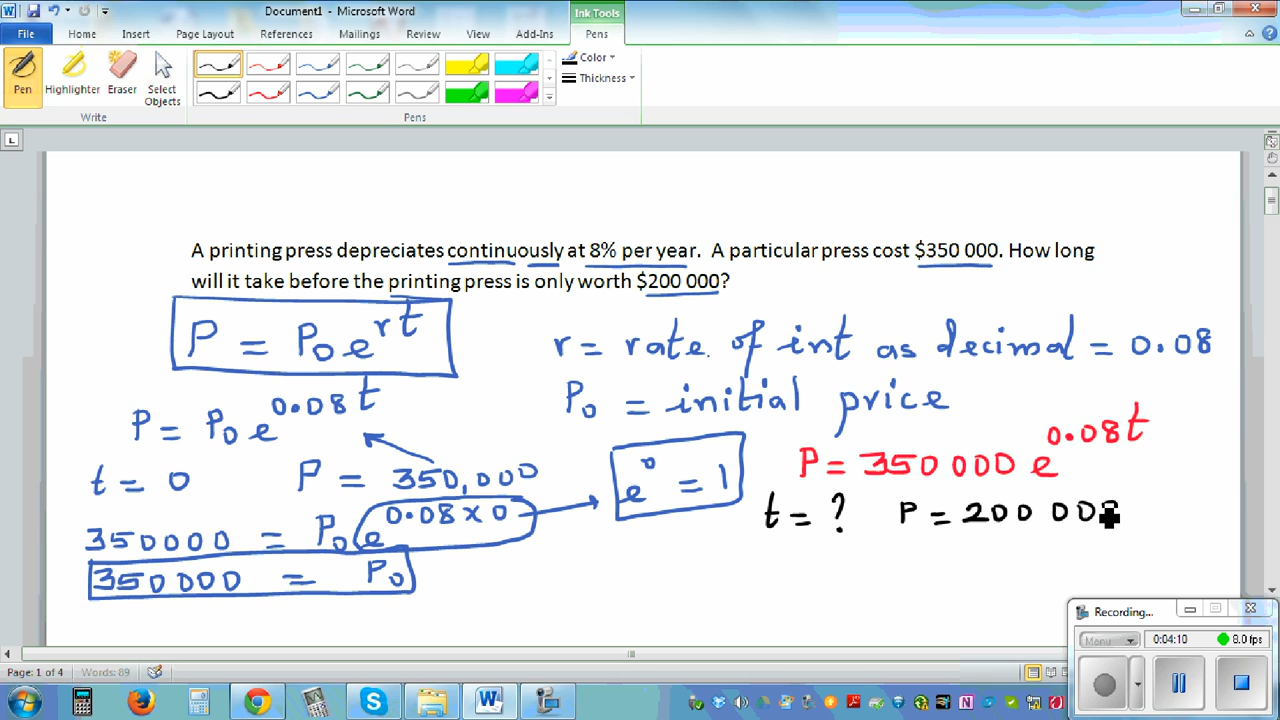 Document1 - Microsoft Word
Ink Tools
File Home Insert Page Layout References Mailings Review View Add-Ins Pens
Pen Highlighter Eraser Select Objects
Color
Thickness
Write Pens
L
A printing press depreciates continuously at 8% per year. A particular press cost $350 000. How long
will it take before the printing press is only worth $200 000?
P = P₀e^rt
r = rate of int as decimal = 0.08
P₀ = initial price
P = P₀e^0.08t
P = 350 000 e^0.08t
t = 0 P = 350,000
e^0 = 1
t = ? P = 200 000
350000 = P₀e^0.08×0
350000 = P₀
Recording...
Menu 0:04:10 8.0 fps
Page: 1 of 4 Words: 89